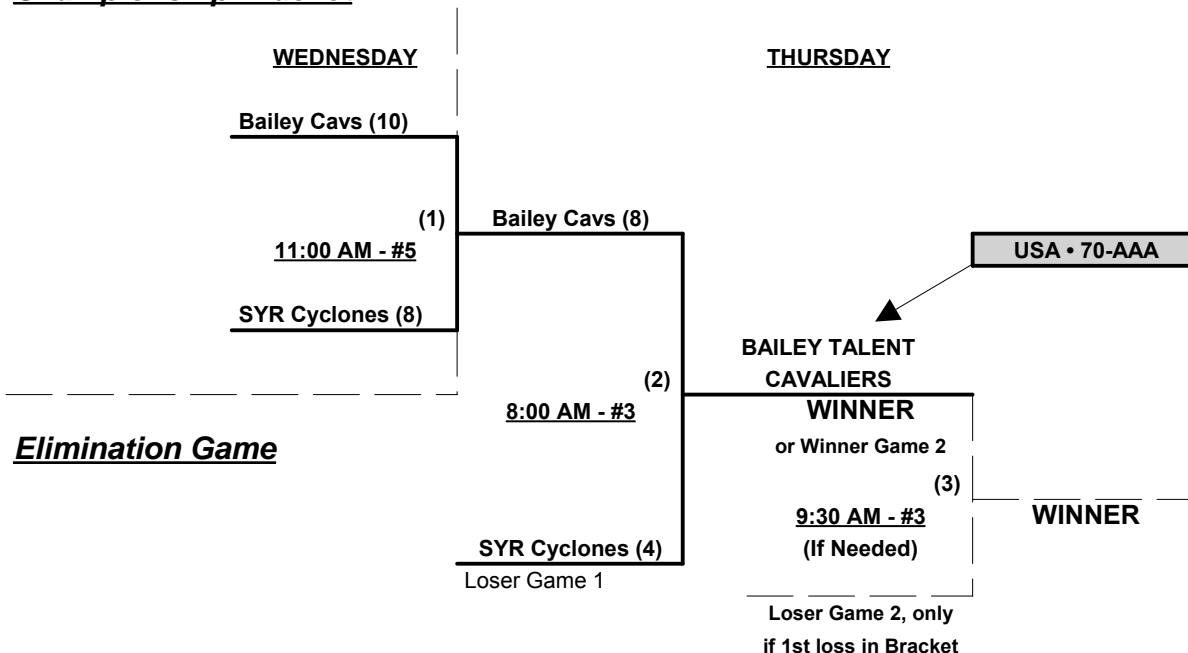 WEDNESDAY
THURSDAY
Bailey Cavs (10)
(1)
Bailey Cavs (8)
11:00 AM - #5
USA • 70-AAA
SYR Cyclones (8)
BAILEY TALENT
CAVALIERS
(2)
8:00 AM - #3
WINNER
or Winner Game 2
Elimination Game
(3)
9:30 AM - #3
WINNER
(If Needed)
SYR Cyclones (4)
Loser Game 1
Loser Game 2, only
if 1st loss in Bracket